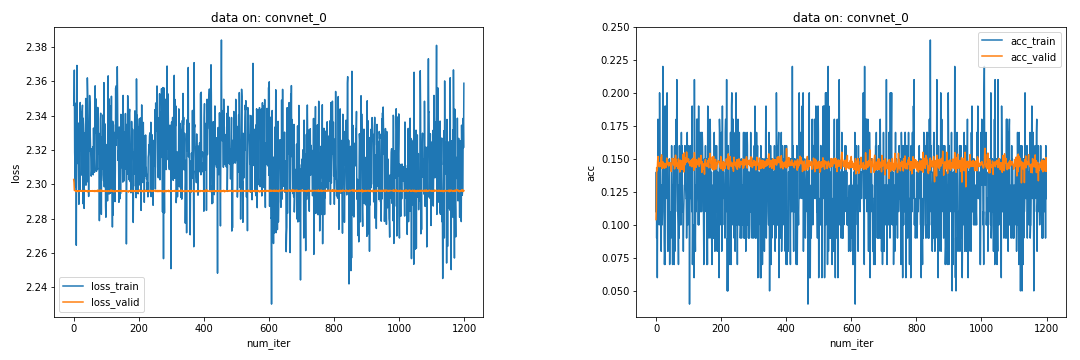 data on: convnet_0
2.38
2.36
2.34
2.32
2.30
2.28
2.26
2.24
loss
loss_train
loss_valid
0 200 400 600 800 1000 1200
num_iter
data on: convnet_0
0.250
0.225
0.200
0.175
0.150
0.125
0.100
0.075
0.050
acc
acc_train
acc_valid
0 200 400 600 800 1000 1200
num_iter